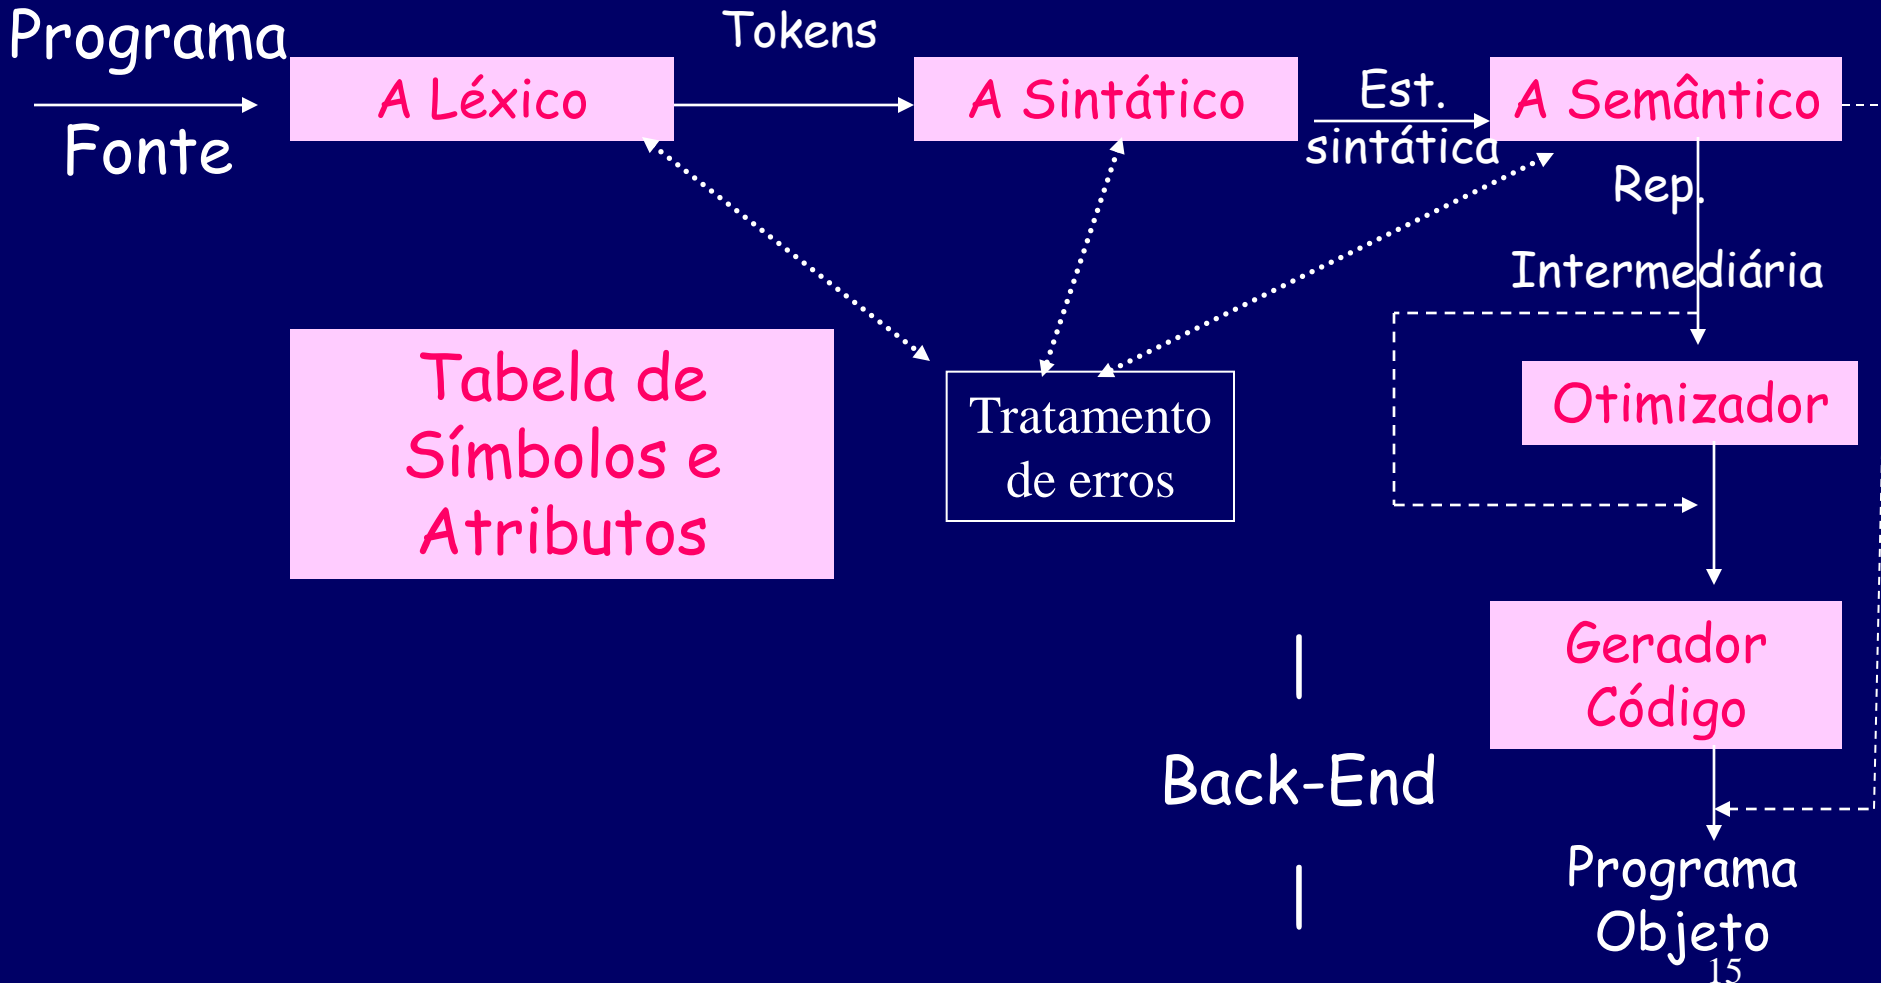 Programa
Fonte
A Léxico
Tokens
A Sintático
Est.
sintática
A Semântico
Rep.
Intermediária
Tabela de
Símbolos e
Atributos
Tratamento
de erros
Otimizador
Gerador
Código
Back-End
Programa
Objeto
15